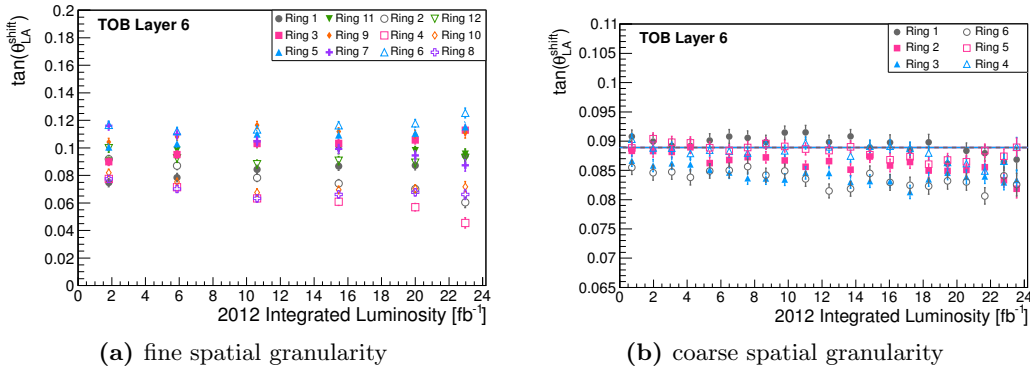 TOB Layer 6
Ring 1 Ring 11 Ring 2 Ring 12
Ring 3 Ring 9 Ring 4 Ring 10
Ring 5 Ring 7 Ring 6 Ring 8
tan(θ_LA^shift)
0.2
0.18
0.16
0.14
0.12
0.1
0.08
0.06
0.04
0.02
0
0 2 4 6 8 10 12 14 16 18 20 22 24
2012 Integrated Luminosity [fb⁻¹]
(a) fine spatial granularity
TOB Layer 6
Ring 1 Ring 6
Ring 2 Ring 5
Ring 3 Ring 4
tan(θ_LA^shift)
0.11
0.105
0.1
0.095
0.09
0.085
0.08
0.075
0.07
0.065
0 2 4 6 8 10 12 14 16 18 20 22 24
2012 Integrated Luminosity [fb⁻¹]
(b) coarse spatial granularity